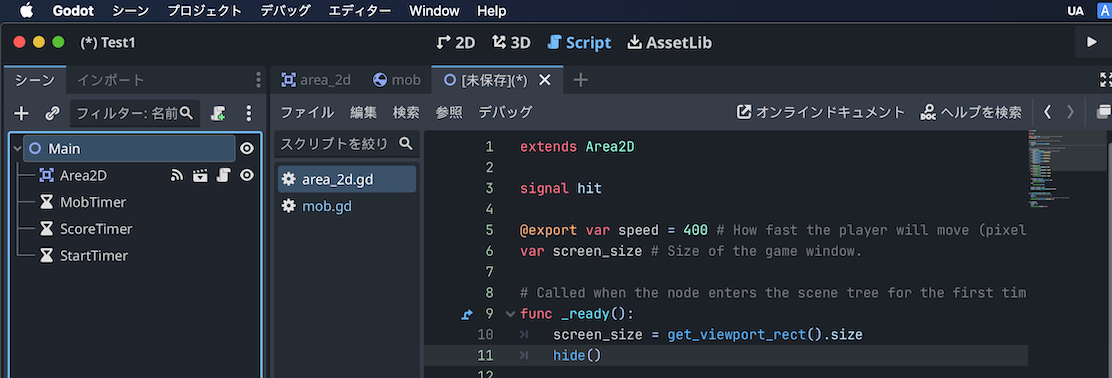 Godot シーン プロジェクト デバッグ エディター Window Help UA A
(*) Test1 2D 3D Script AssetLib
シーン インポート area_2d mob [未保存](*)
フィルター: 名前 ファイル 編集 検索 参照 デバッグ オンラインドキュメント ヘルプを検索
スクリプトを絞り
Main
Area2D
MobTimer
ScoreTimer
StartTimer
area_2d.gd
mob.gd
1 extends Area2D
2
3 signal hit
4
5 @export var speed = 400 # How fast the player will move (pixel
6 var screen_size # Size of the game window.
7
8 # Called when the node enters the scene tree for the first tim
9 func _ready():
10 screen_size = get_viewport_rect().size
11 hide()
12